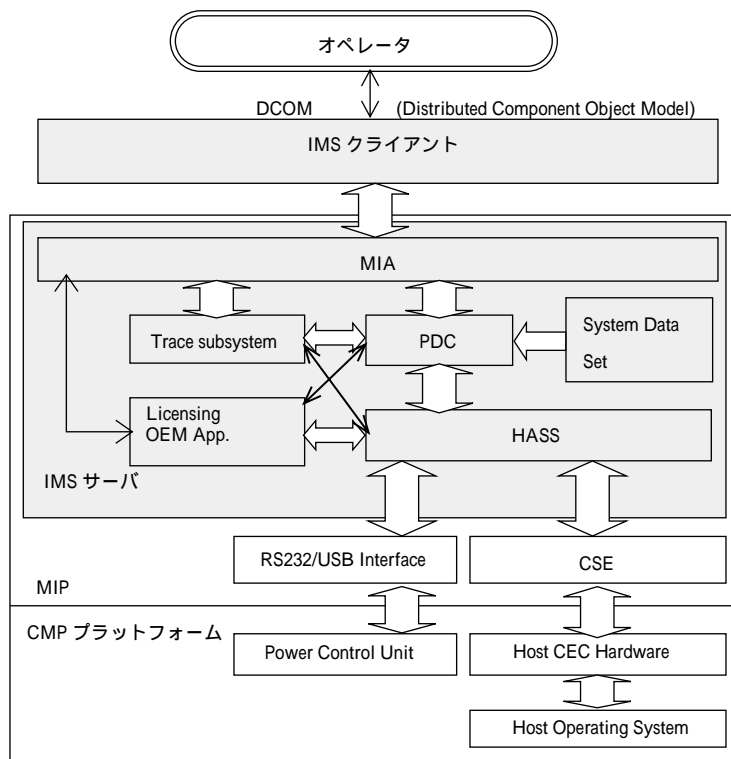 オペレータ
DCOM (Distributed Component Object Model)
IMS クライアント
MIA
Trace subsystem
PDC
System Data
Set
Licensing
OEM App.
HASS
IMS サーバ
RS232/USB Interface
CSE
MIP
CMP プラットフォーム
Power Control Unit
Host CEC Hardware
Host Operating System